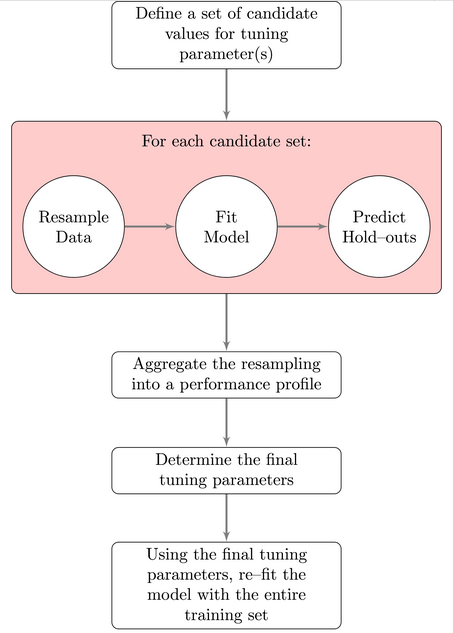 Define a set of candidate
values for tuning
parameter(s)
For each candidate set:
Resample
Data
Fit
Model
Predict
Hold–outs
Aggregate the resampling
into a performance profile
Determine the final
tuning parameters
Using the final tuning
parameters, re–fit the
model with the entire
training set